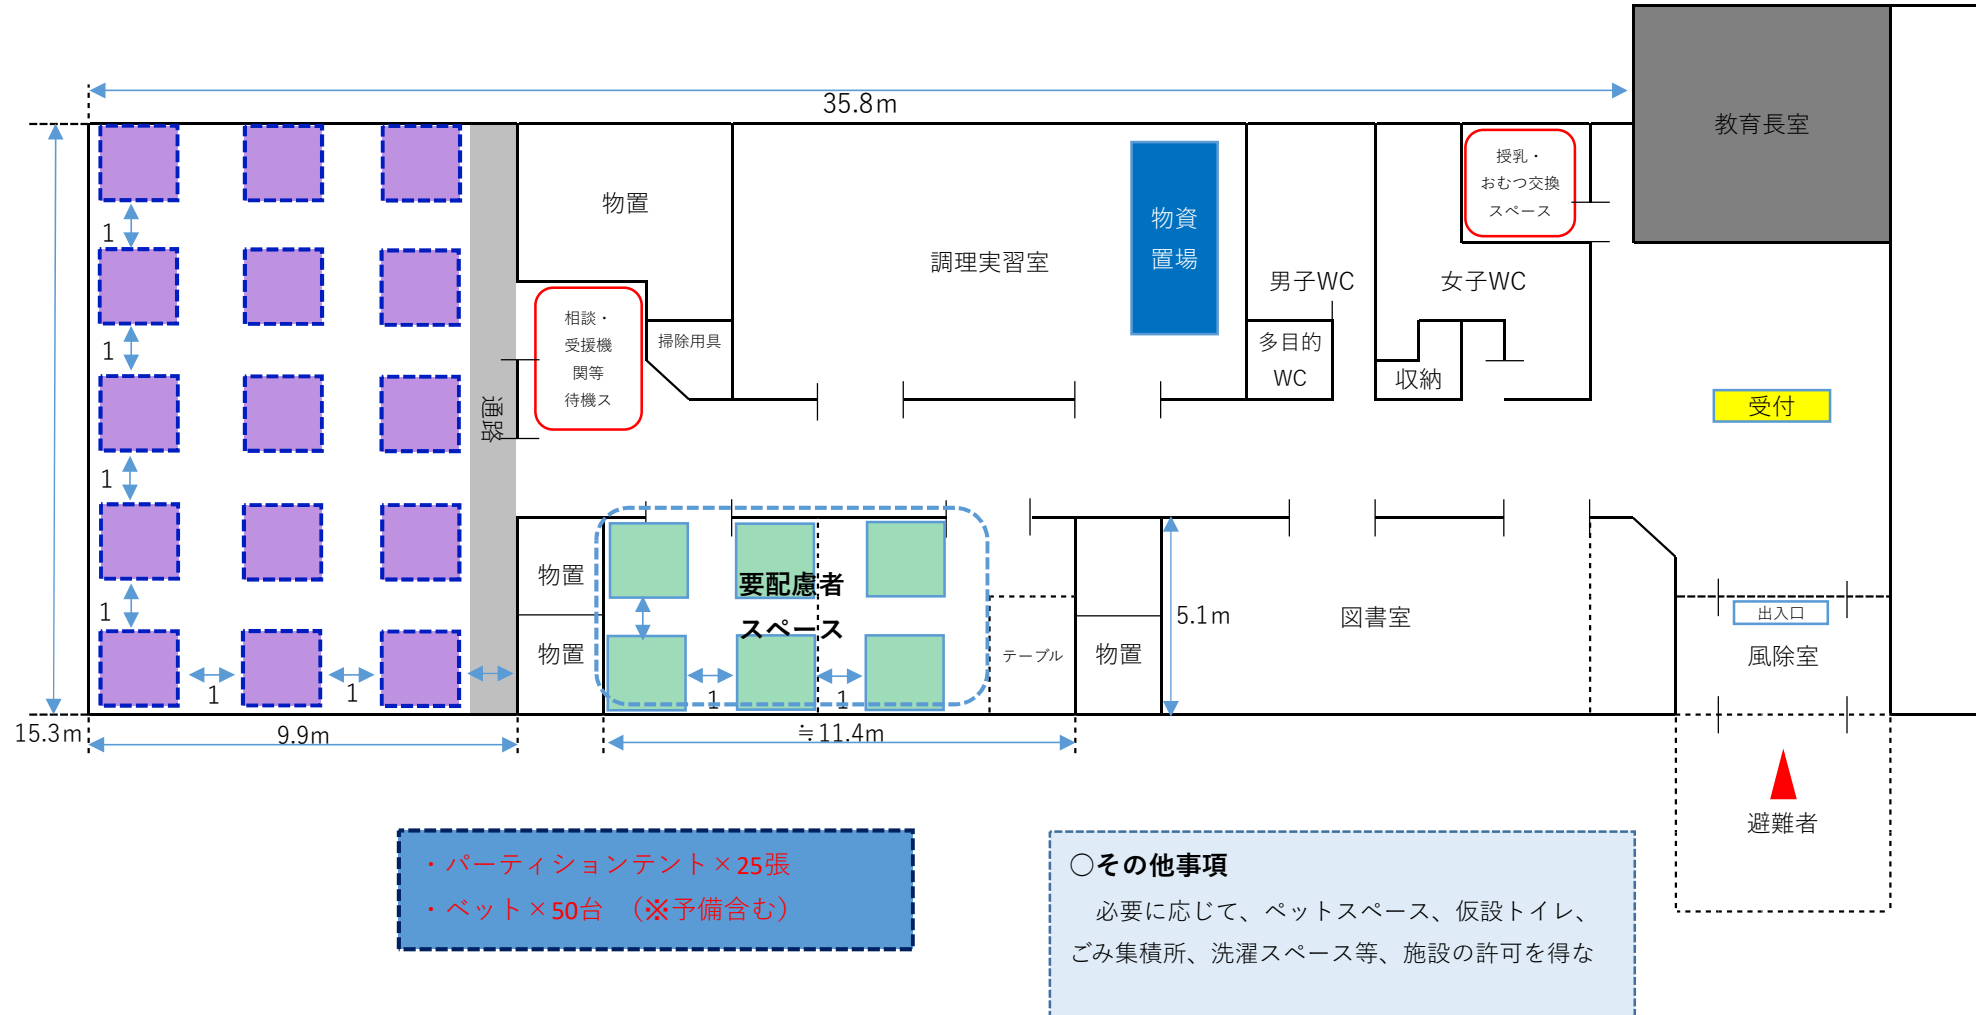 35.8m
教育長室
授乳・
おむつ交換
スペース
物置
物資
置場
調理実習室
男子WC
女子WC
1
相談・
受援機
関等
待機ス
掃除用具
多目的
WC
収納
1
通路
受付
1
物置
要配慮者
スペース
1
5.1m
図書室
出入口
物置
テーブル
物置
風除室
1
1
1
1
15.3m
9.9m
≒11.4m
避難者
・パーティションテント×25張
・ベット×50台 (※予備含む)
○その他事項
必要に応じて、ペットスペース、仮設トイレ、
ごみ集積所、洗濯スペース等、施設の許可を得な